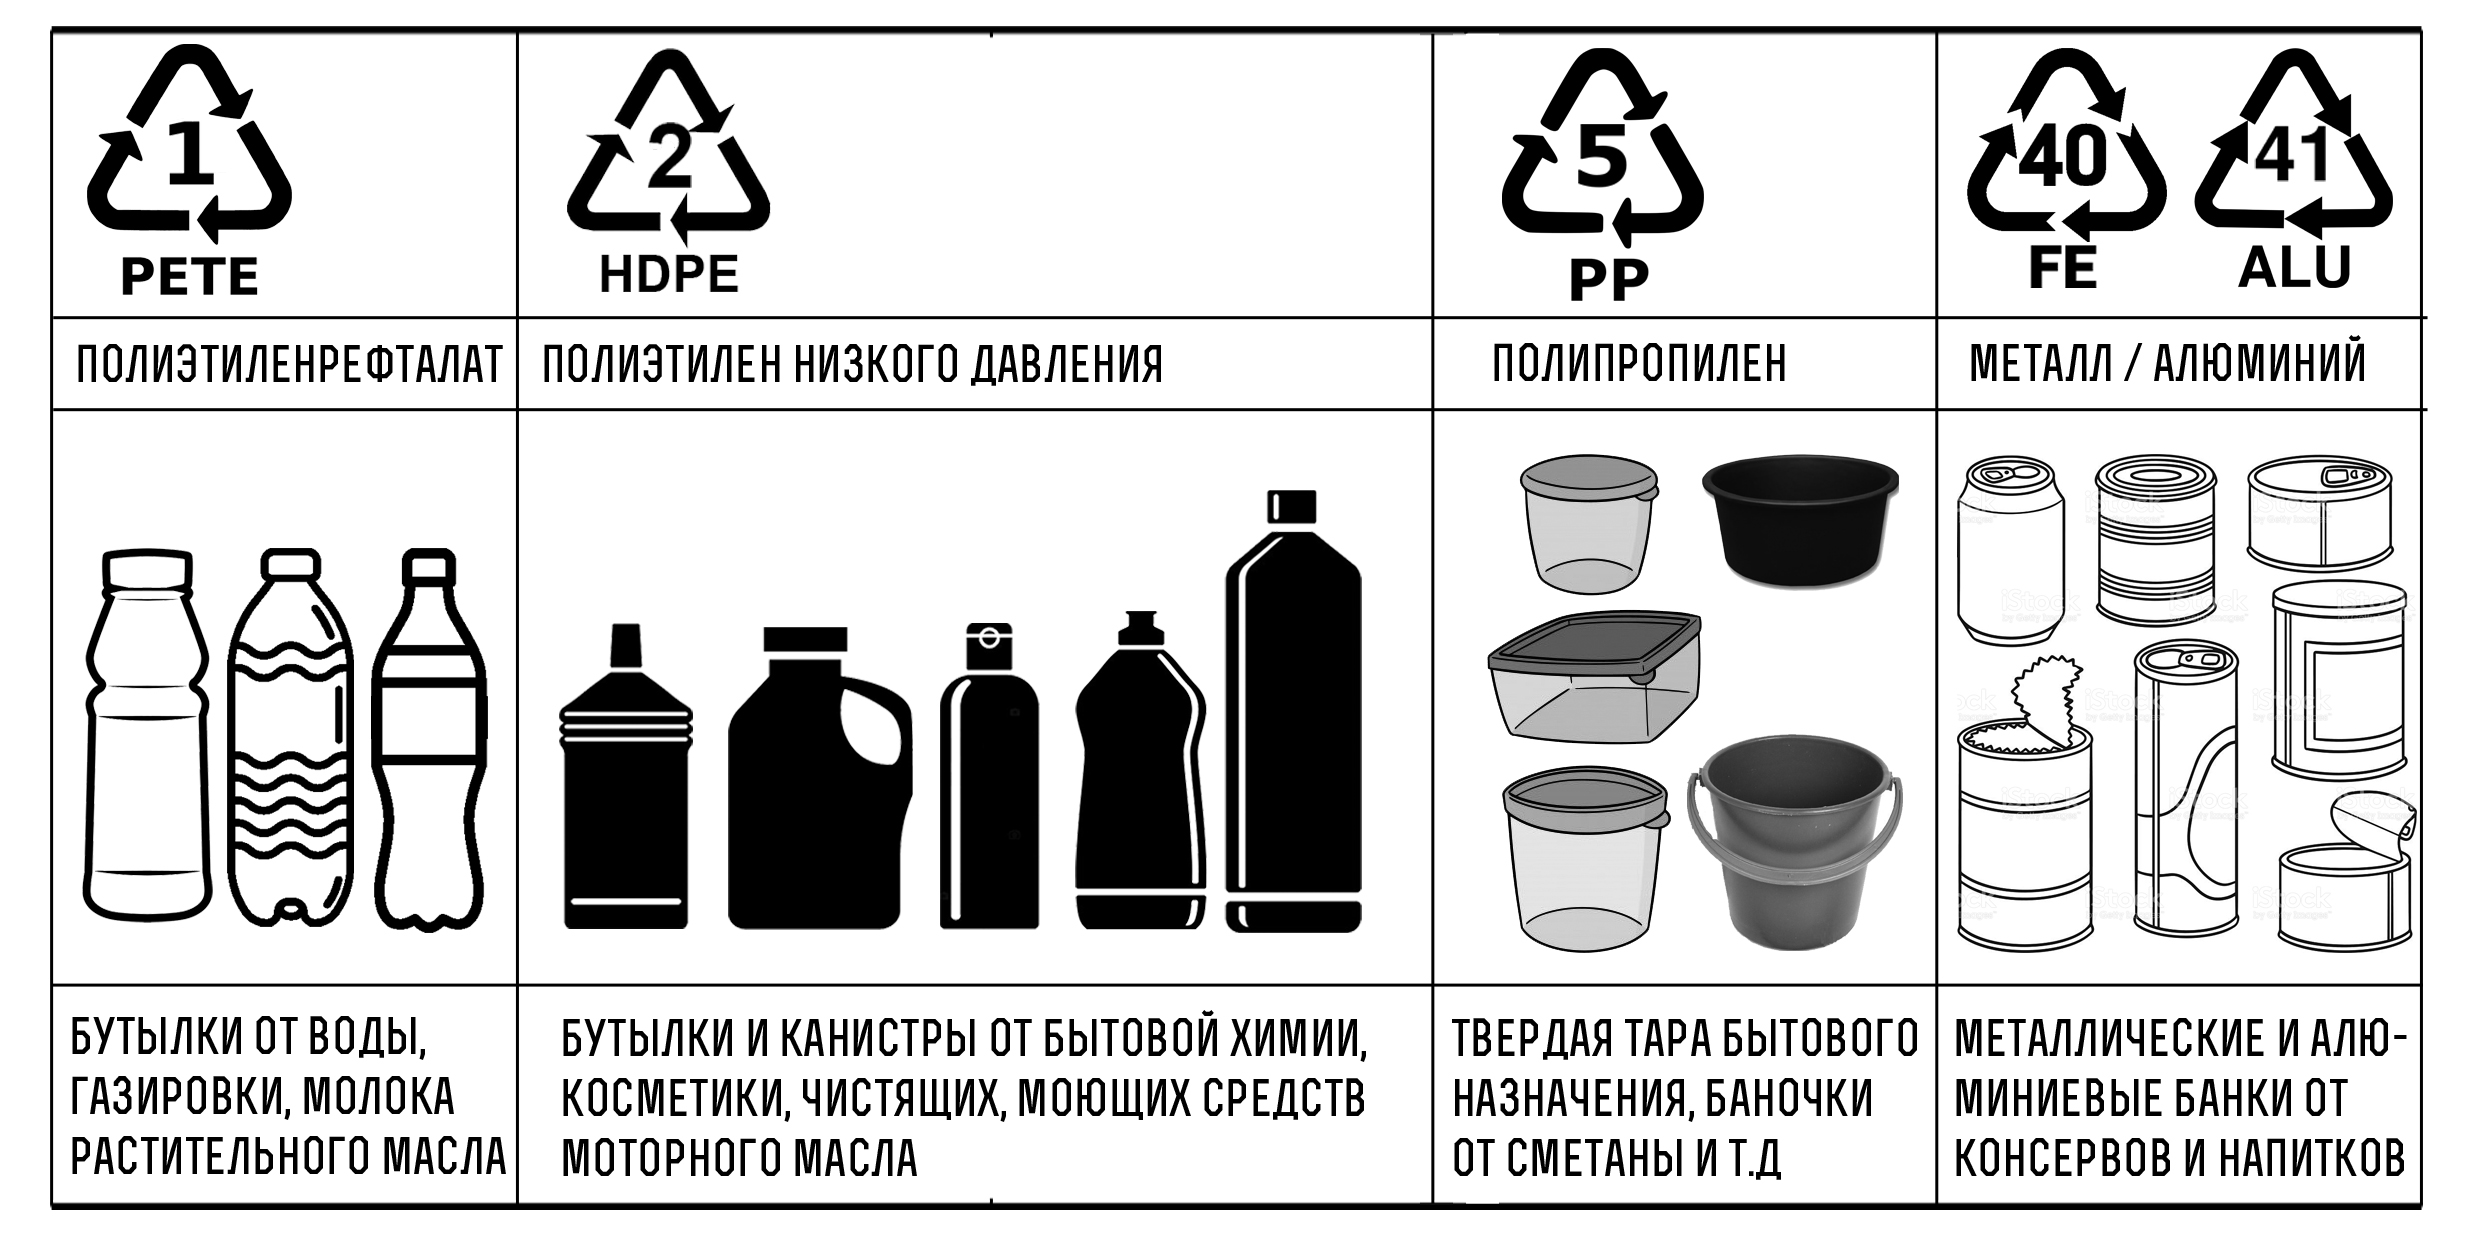 1
PETE
2
HDPE
5
PP
40
FE
41
ALU
ПОЛИЭТИЛЕНРЕФТАЛАТ
ПОЛИЭТИЛЕН НИЗКОГО ДАВЛЕНИЯ
ПОЛИПРОПИЛЕН
МЕТАЛЛ / АЛЮМИНИЙ
БУТЫЛКИ ОТ ВОДЫ,
ГАЗИРОВКИ, МОЛОКА
РАСТИТЕЛЬНОГО МАСЛА
БУТЫЛКИ И КАНИСТРЫ ОТ БЫТОВОЙ ХИМИИ,
КОСМЕТИКИ, ЧИСТЯЩИХ, МОЮЩИХ СРЕДСТВ
МОТОРНОГО МАСЛА
ТВЕРДАЯ ТАРА БЫТОВОГО
НАЗНАЧЕНИЯ, БАНОЧКИ
ОТ СМЕТАНЫ И Т.Д
МЕТАЛЛИЧЕСКИЕ И АЛЮ-
МИНИЕВЫЕ БАНКИ ОТ
КОНСЕРВОВ И НАПИТКОВ